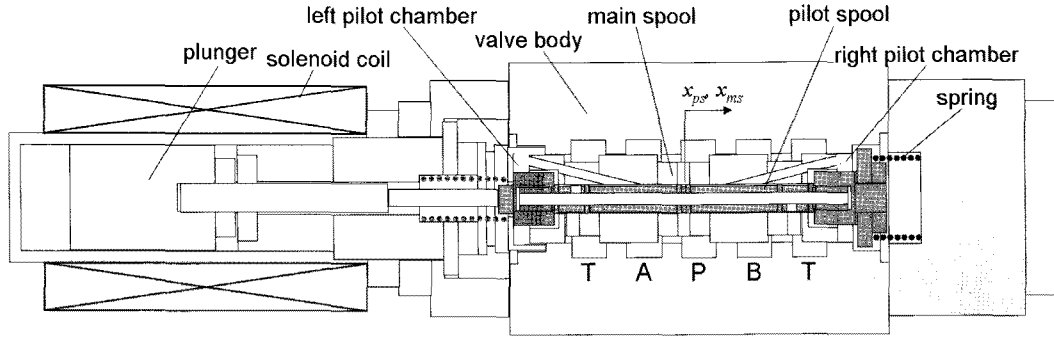 left pilot chamber
main spool
pilot spool
plunger
solenoid coil
valve body
right pilot chamber
x_ps, x_ms
spring
T A P B T